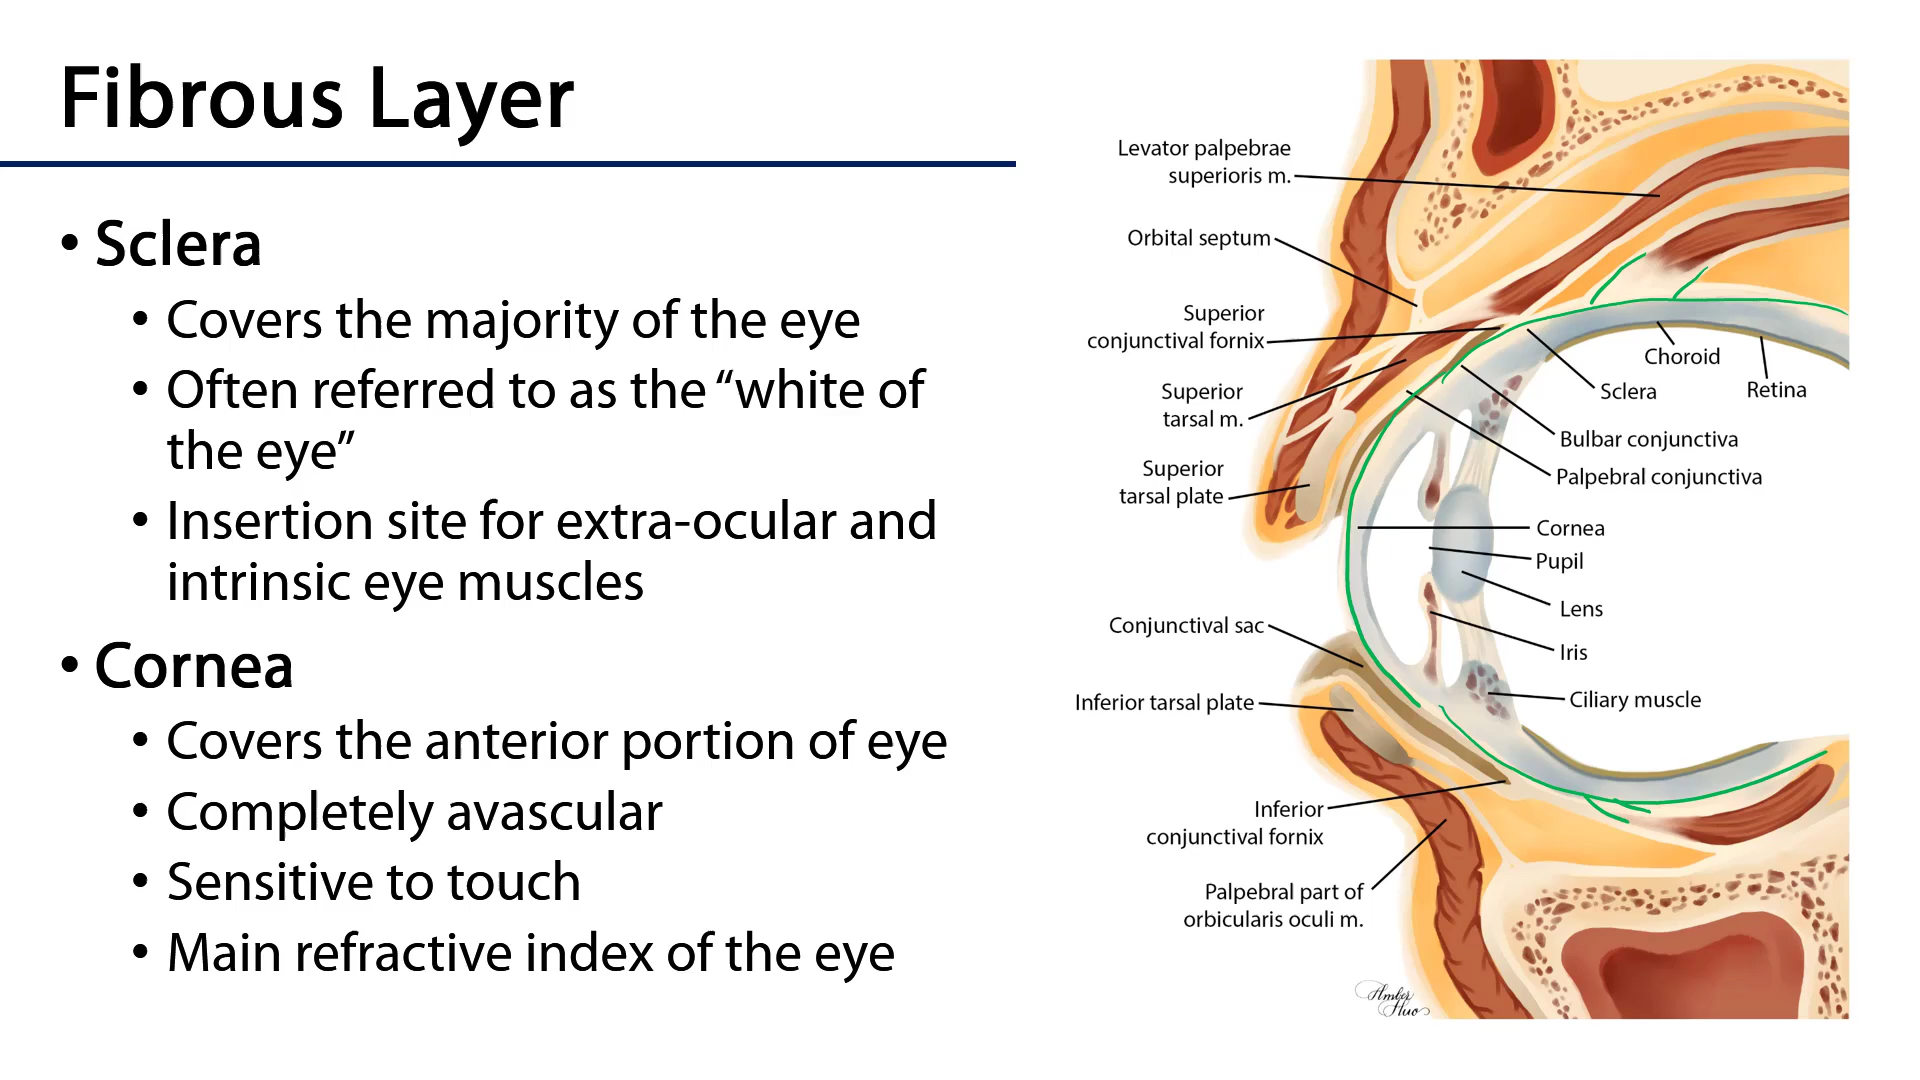 Fibrous Layer
• Sclera
• Covers the majority of the eye
• Often referred to as the “white of
the eye”
• Insertion site for extra-ocular and
intrinsic eye muscles
• Cornea
• Covers the anterior portion of eye
• Completely avascular
• Sensitive to touch
• Main refractive index of the eye
Levator palpebrae
superioris m.
Orbital septum
Superior
conjunctival fornix
Superior
tarsal m.
Superior
tarsal plate
Conjunctival sac
Inferior tarsal plate
Inferior
conjunctival fornix
Palpebral part of
orbicularis oculi m.
Choroid
Retina
Sclera
Bulbar conjunctiva
Palpebral conjunctiva
Cornea
Pupil
Lens
Iris
Ciliary muscle
Amber
Huo